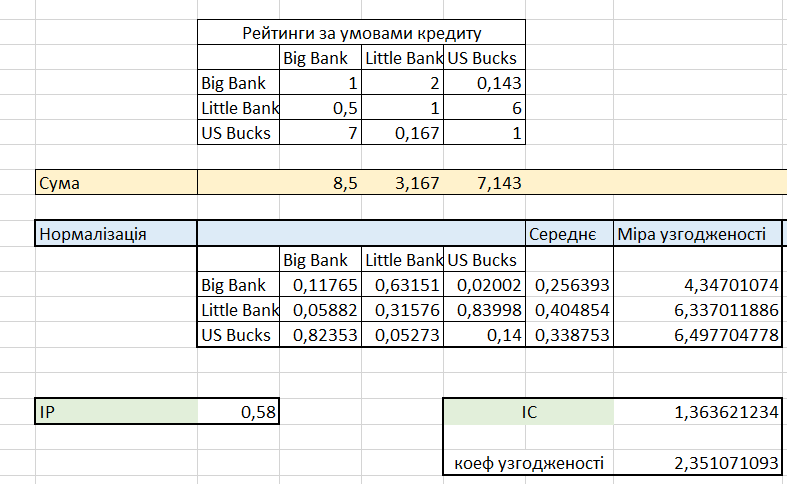 Рейтинги за умовами кредиту
Big Bank Little Bank US Bucks
Big Bank 1 2 0,143
Little Bank 0,5 1 6
US Bucks 7 0,167 1
Сума 8,5 3,167 7,143
Нормалізація Середнє Міра узгодженості
Big Bank Little Bank US Bucks
Big Bank 0,11765 0,63151 0,02002 0,256393 4,34701074
Little Bank 0,05882 0,31576 0,83998 0,404854 6,337011886
US Bucks 0,82353 0,05273 0,14 0,338753 6,497704778
ІР 0,58 ІС 1,363621234
коеф узгодженості 2,351071093